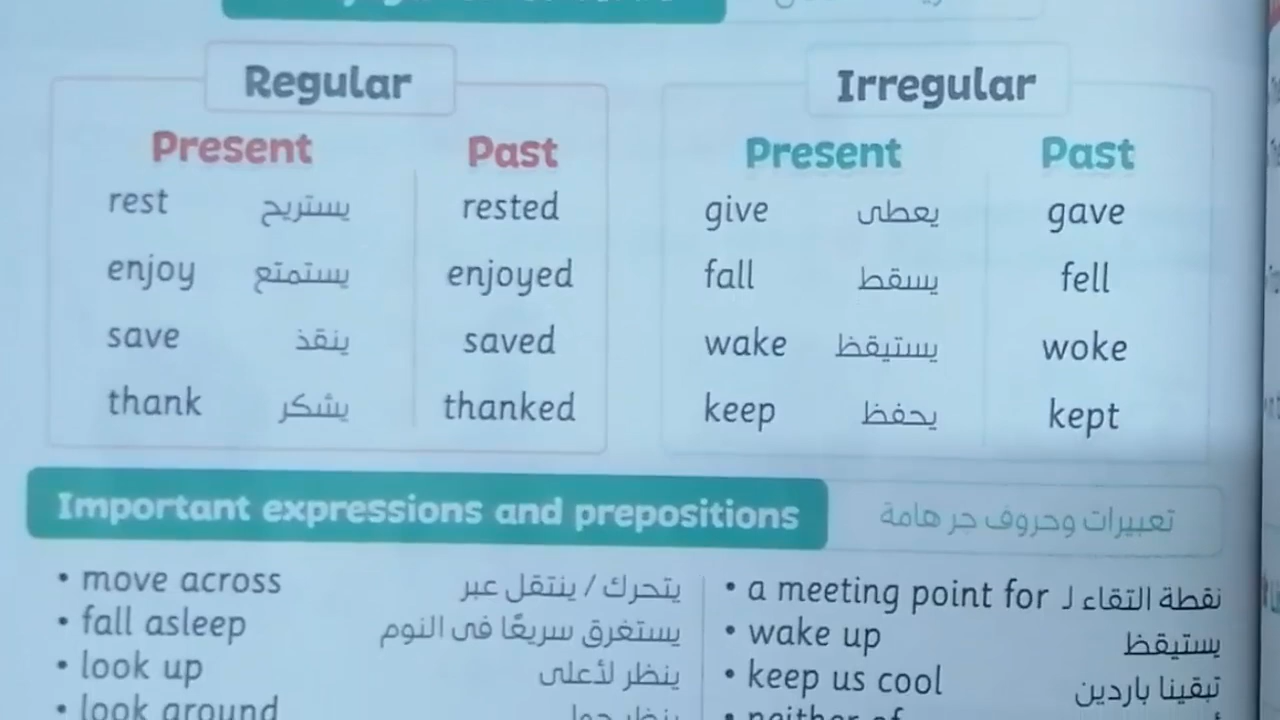 Regular
Present Past
rest يستريح rested
enjoy يستمتع enjoyed
save ينقذ saved
thank يشكر thanked
Irregular
Present Past
give يعطى gave
fall يسقط fell
wake يستيقظ woke
keep يحفظ kept
Important expressions and prepositions تعبيرات وحروف جر هامة
• move across يتحرك / ينتقل عبر
• fall asleep يستغرق سريعًا فى النوم
• look up ينظر لأعلى
• look around ينظر
• a meeting point for نقطة التقاء لـ
• wake up يستيقظ
• keep us cool تبقينا باردين
• neither of